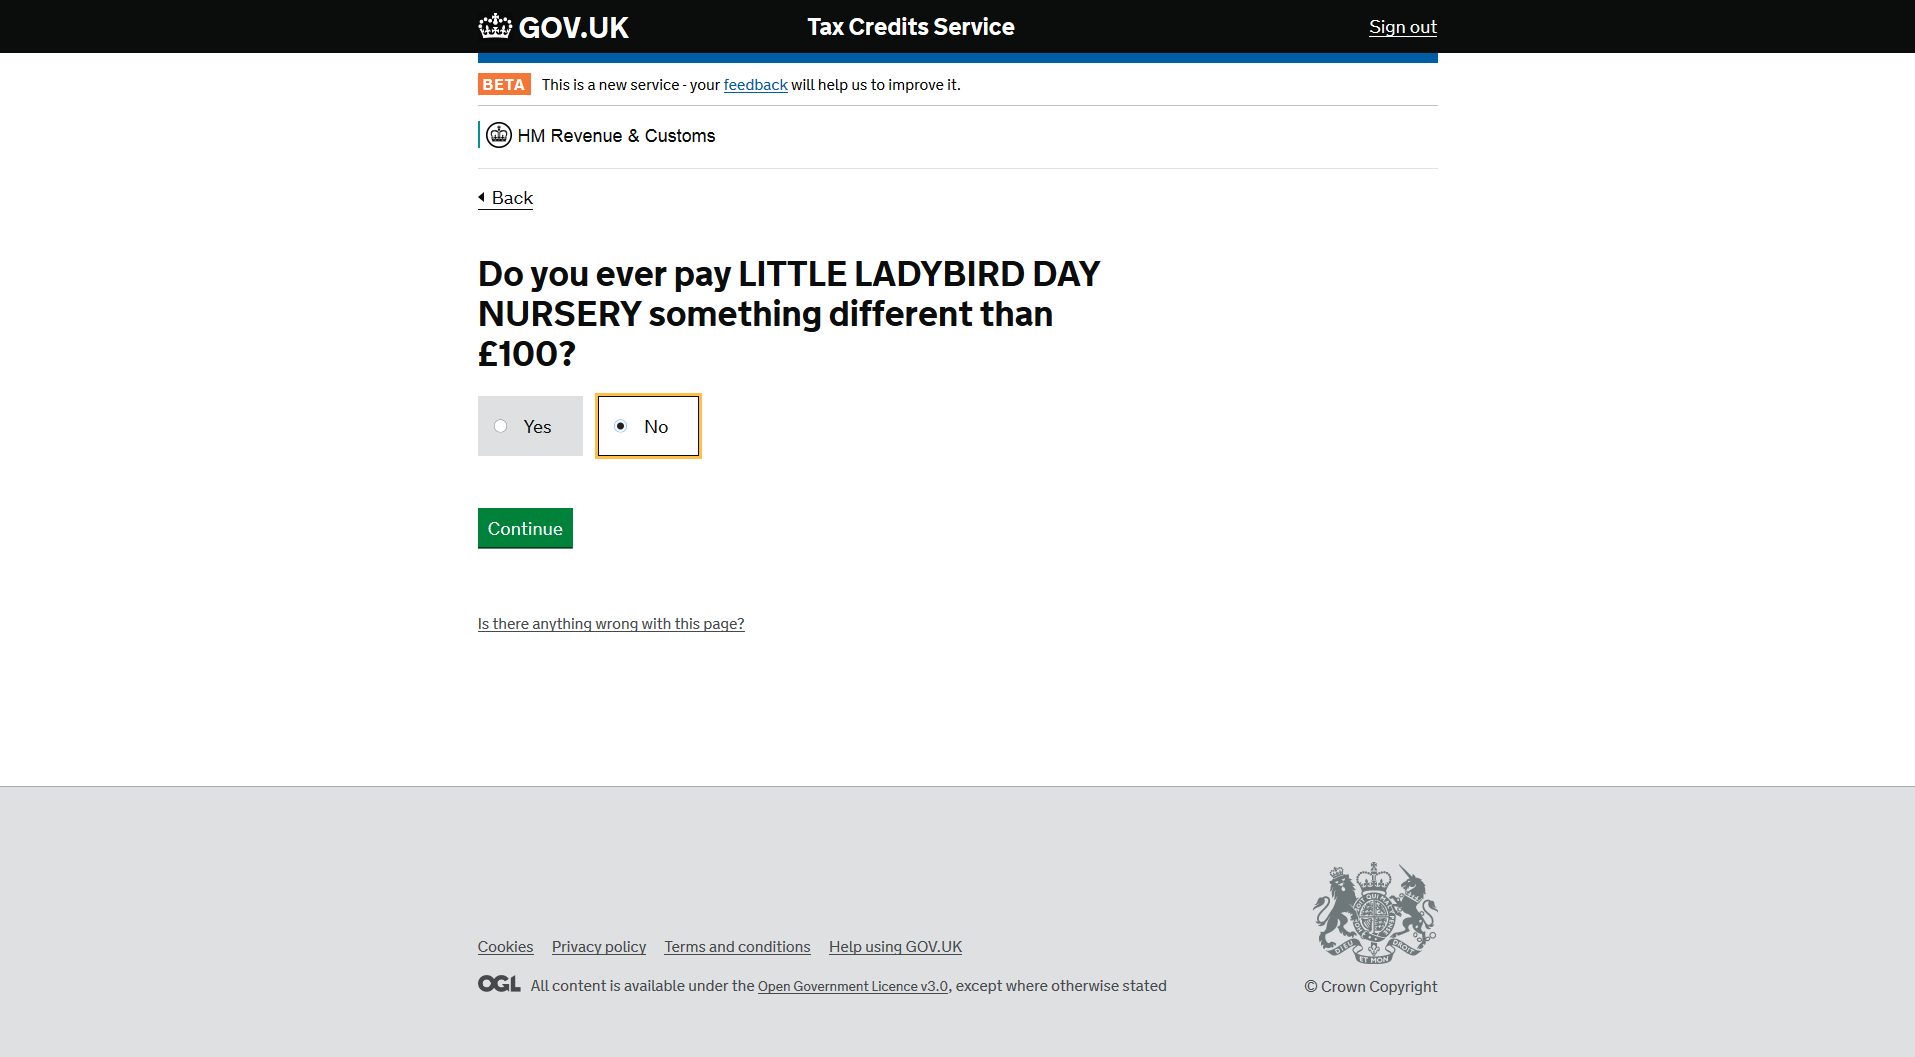 GOV.UK Tax Credits Service Sign out
BETA This is a new service - your feedback will help us to improve it.
HM Revenue & Customs
Back
Do you ever pay LITTLE LADYBIRD DAY
NURSERY something different than
£100?
Yes No
Continue
Is there anything wrong with this page?
Cookies Privacy policy Terms and conditions Help using GOV.UK
OGL All content is available under the Open Government Licence v3.0, except where otherwise stated
© Crown Copyright